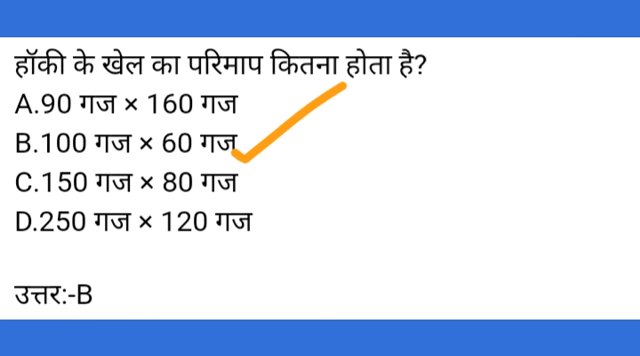 हॉकी के खेल का परिमाप कितना होता है?
A.90 गज × 160 गज
B.100 गज × 60 गज
C.150 गज × 80 गज
D.250 गज × 120 गज
उत्तर:-B